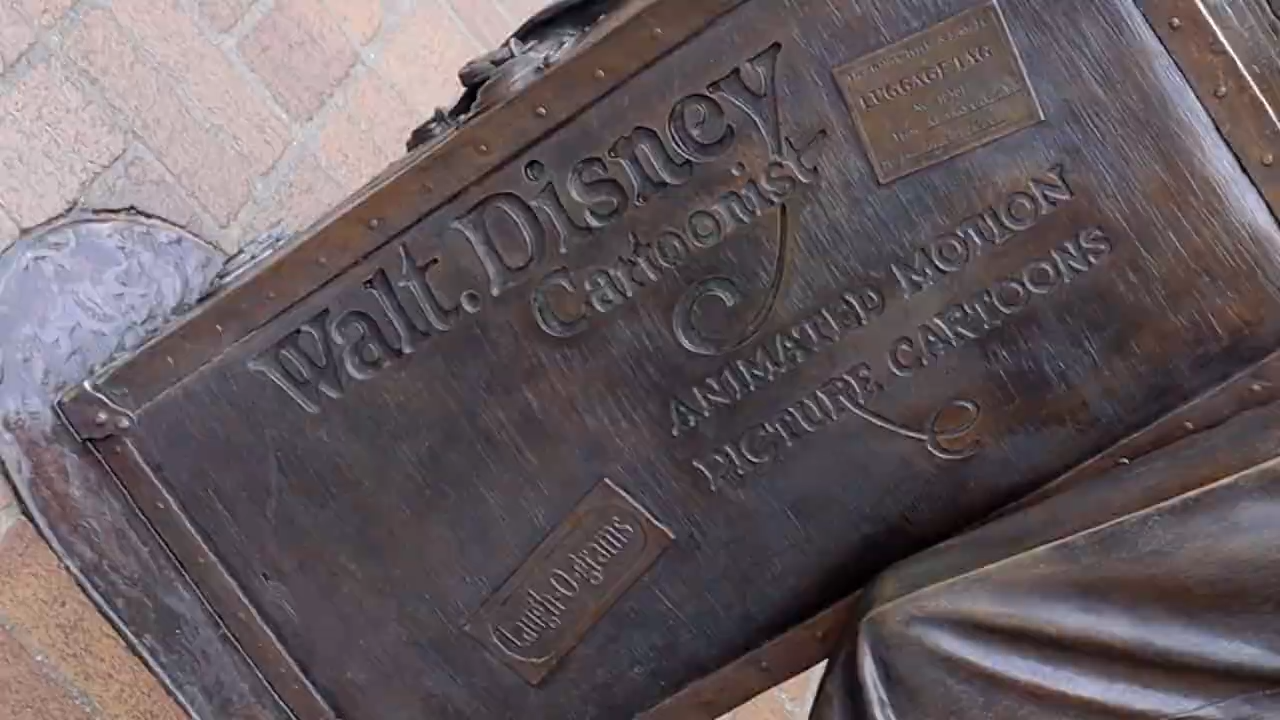 Walt. Disney
Cartoonist
LUGGAGE TAG
ANIMATED MOTION
PICTURE CARTOONS
Laugh-O-grams